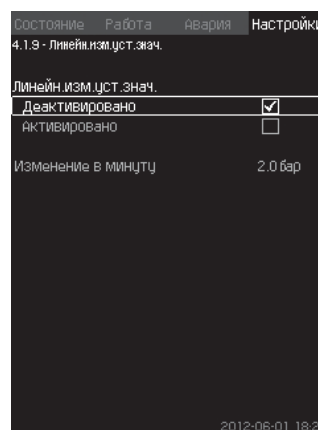 Состояние Работа Авария Настройки
4.1.9 - Линейн.изм.уст.знач.
Линейн.изм.уст.знач.
Деактивировано
Активировано
Изменение в минуту 2.0 бар
2012-06-01 18:2